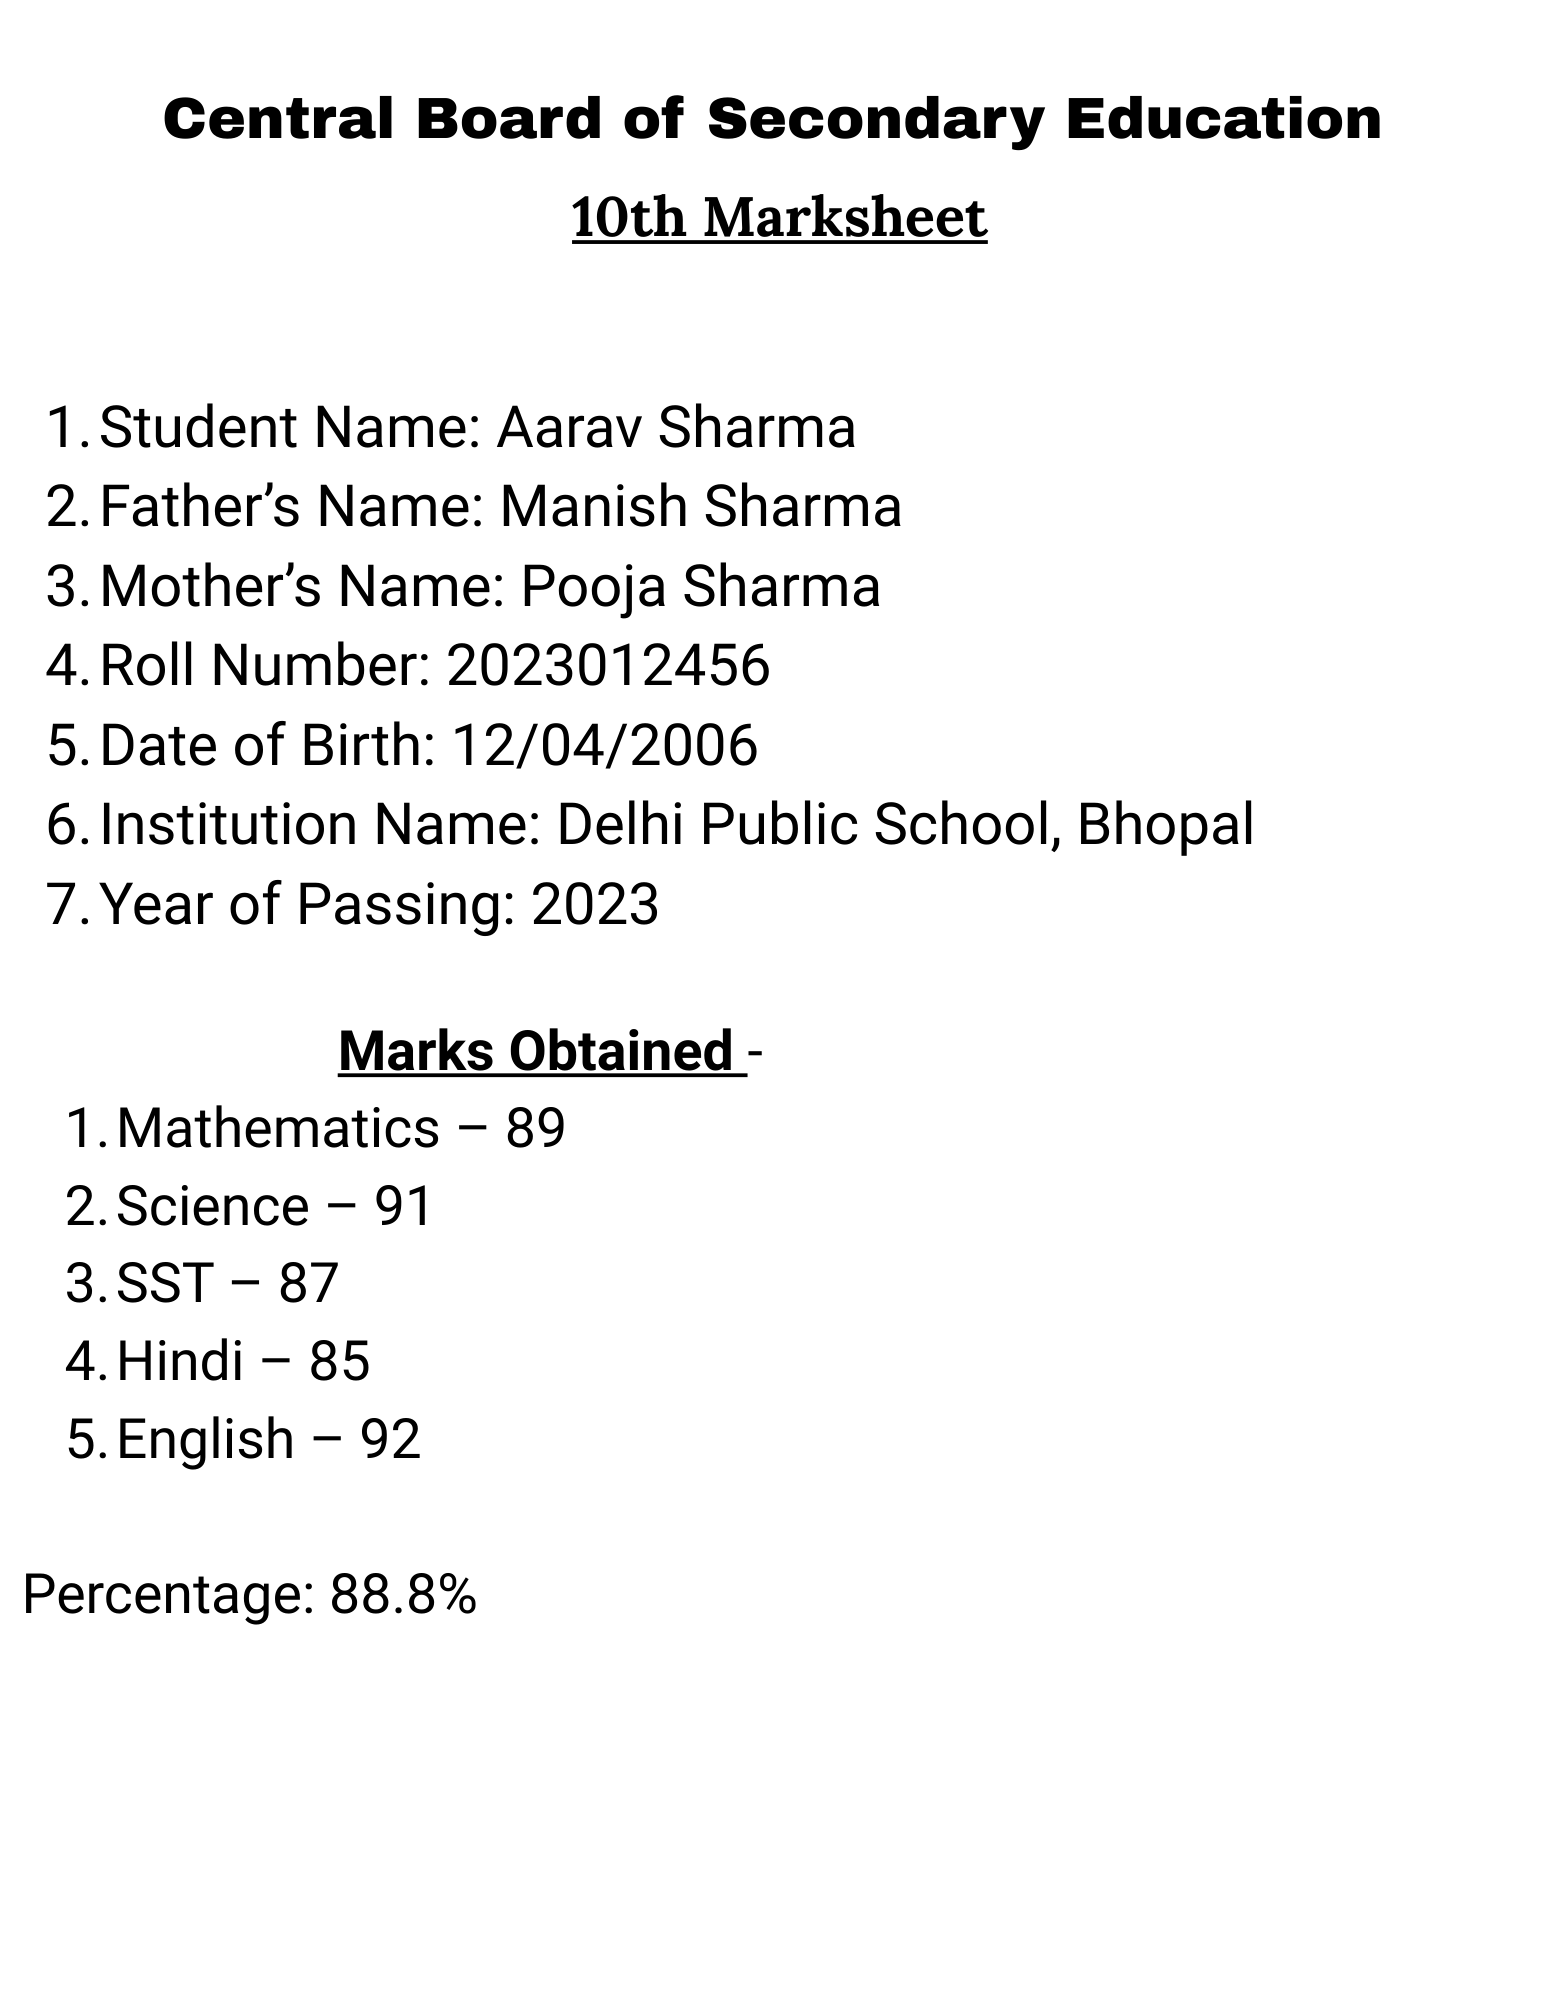 Central Board of Secondary Education
10th Marksheet
1. Student Name: Aarav Sharma
2. Father’s Name: Manish Sharma
3. Mother’s Name: Pooja Sharma
4. Roll Number: 2023012456
5. Date of Birth: 12/04/2006
6. Institution Name: Delhi Public School, Bhopal
7. Year of Passing: 2023
Marks Obtained -
1. Mathematics – 89
2. Science – 91
3. SST – 87
4. Hindi – 85
5. English – 92
Percentage: 88.8%